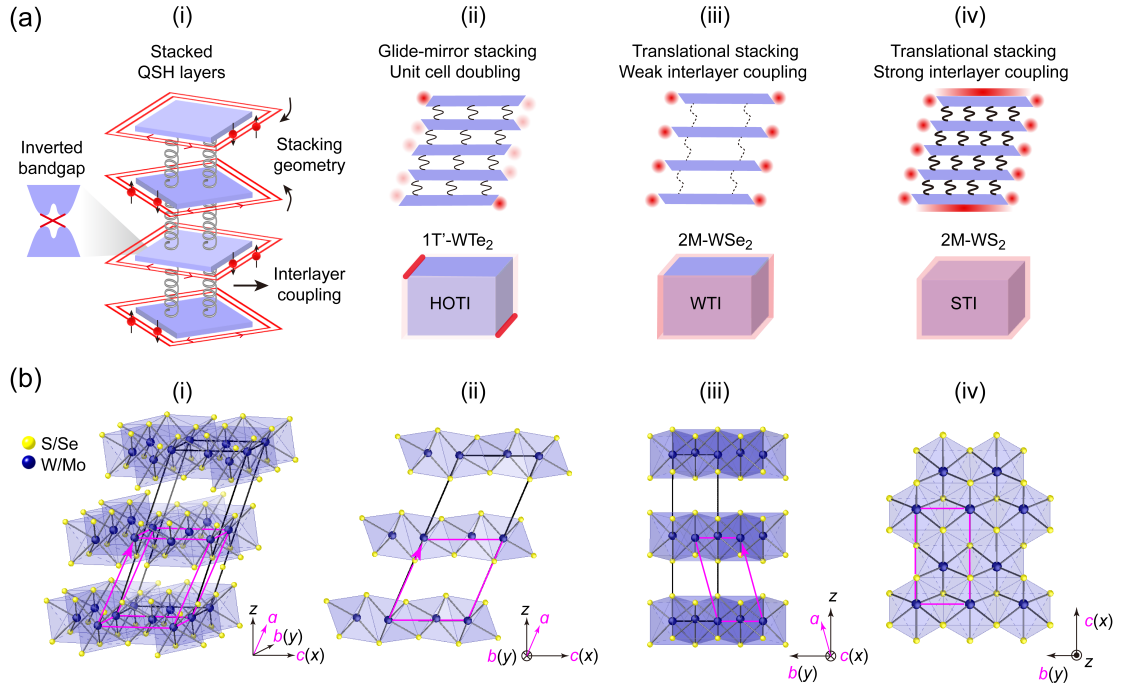 (a)
(i)
Stacked
QSH layers
Inverted
bandgap
Stacking
geometry
Interlayer
coupling
(ii)
Glide-mirror stacking
Unit cell doubling
1T'-WTe2
HOTI
(iii)
Translational stacking
Weak interlayer coupling
2M-WSe2
WTI
(iv)
Translational stacking
Strong interlayer coupling
2M-WS2
STI
(b)
(i)
S/Se
W/Mo
z
a
b(y)
c(x)
(ii)
z
a
b(y)
c(x)
(iii)
z
a
b(y)
c(x)
(iv)
c(x)
b(y)
z